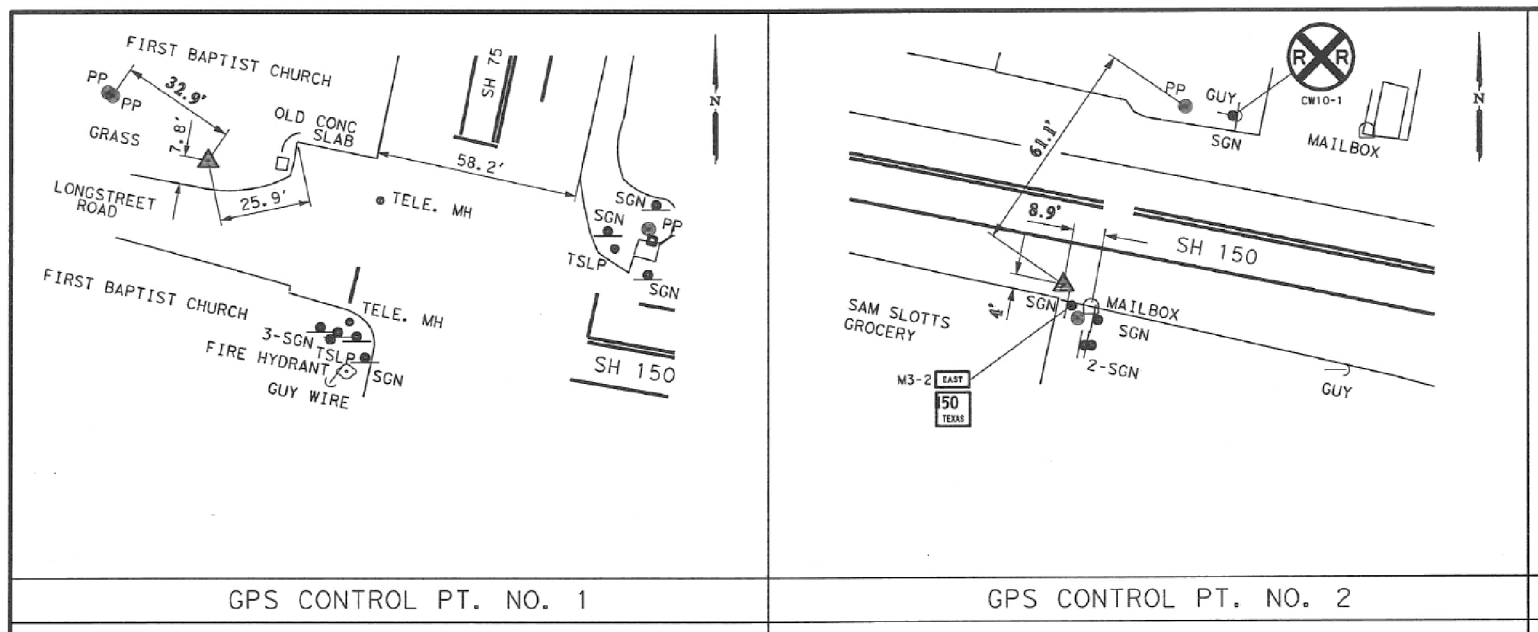 FIRST BAPTIST CHURCH
PP
PP
32.9'
GRASS
7.8'
OLD CONC
SLAB
SH 75
N
58.2'
LONGSTREET
ROAD
25.9'
TELE. MH
SGN
SGN
PP
TSLP
SGN
FIRST BAPTIST CHURCH
TELE. MH
3-SGN
TSLP
FIRE HYDRANT
SGN
GUY WIRE
SH 150
GPS CONTROL PT. NO. 1
R R
CW10-1
PP
GUY
SGN
MAILBOX
N
61.1'
8.9'
SH 150
4'
SGN
MAILBOX
SGN
SAM SLOTTS
GROCERY
2-SGN
GUY
M3-2
EAST
150
TEXAS
GPS CONTROL PT. NO. 2